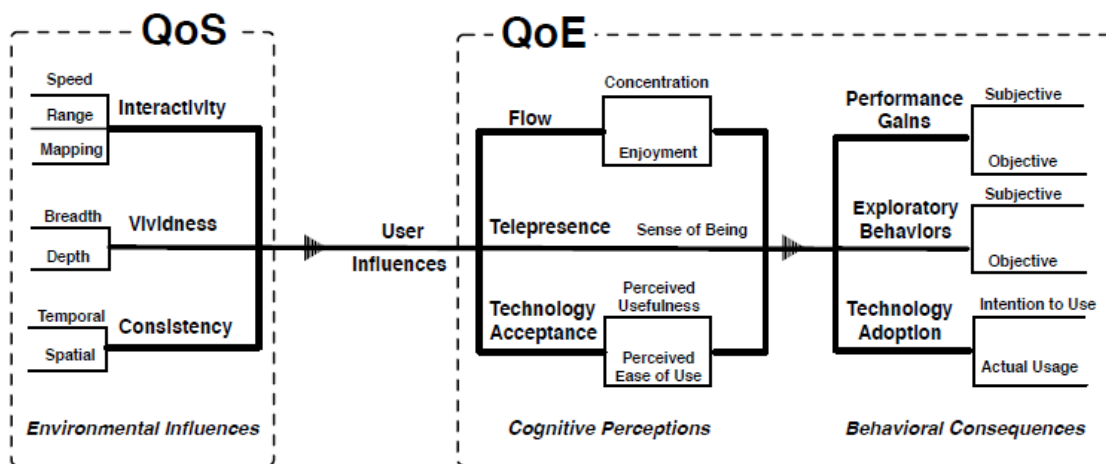 QoS
Speed
Range
Mapping
Interactivity
Breadth
Depth
Vividness
Temporal
Spatial
Consistency
Environmental Influences
User
Influences
QoE
Flow
Concentration
Enjoyment
Telepresence
Sense of Being
Technology
Acceptance
Perceived
Usefulness
Perceived
Ease of Use
Cognitive Perceptions
Performance
Gains
Subjective
Objective
Exploratory
Behaviors
Subjective
Objective
Technology
Adoption
Intention to Use
Actual Usage
Behavioral Consequences